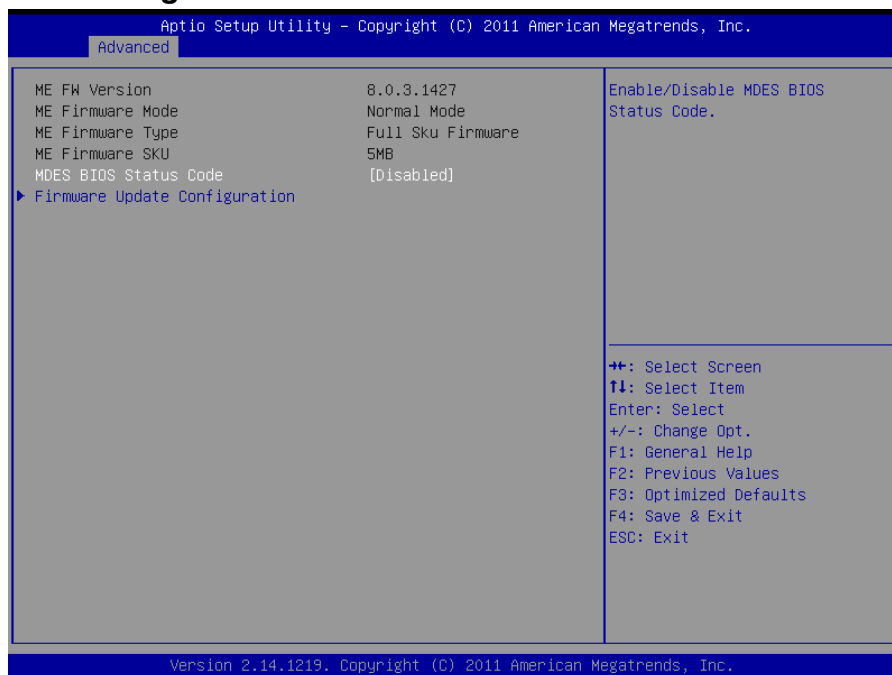 Aptio Setup Utility – Copyright (C) 2011 American Megatrends, Inc.
Advanced
ME FW Version 8.0.3.1427
ME Firmware Mode Normal Mode
ME Firmware Type Full Sku Firmware
ME Firmware SKU 5MB
MDES BIOS Status Code [Disabled]
Firmware Update Configuration
Enable/Disable MDES BIOS
Status Code.
→←: Select Screen
↑↓: Select Item
Enter: Select
+/-: Change Opt.
F1: General Help
F2: Previous Values
F3: Optimized Defaults
F4: Save & Exit
ESC: Exit
Version 2.14.1219. Copyright (C) 2011 American Megatrends, Inc.